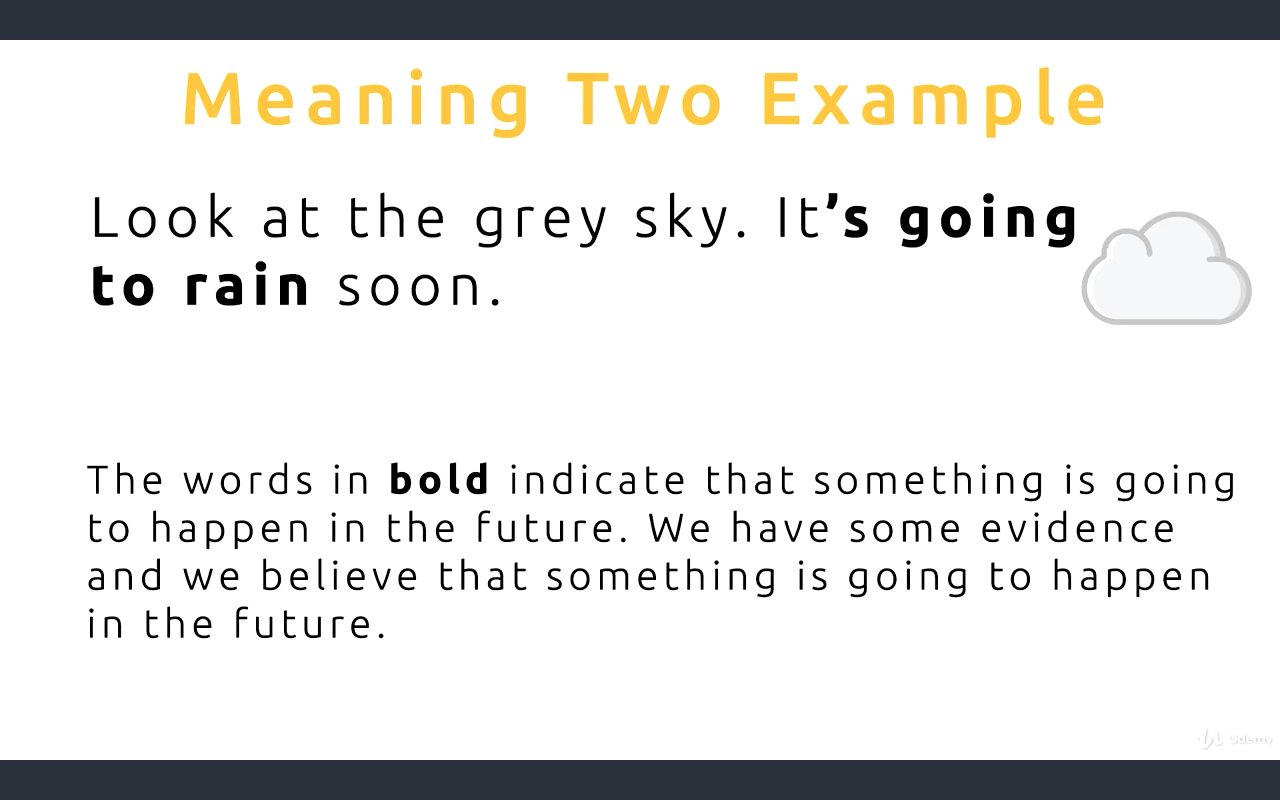 Meaning Two Example
Look at the grey sky. It’s going
to rain soon.
The words in bold indicate that something is going
to happen in the future. We have some evidence
and we believe that something is going to happen
in the future.
Udemy